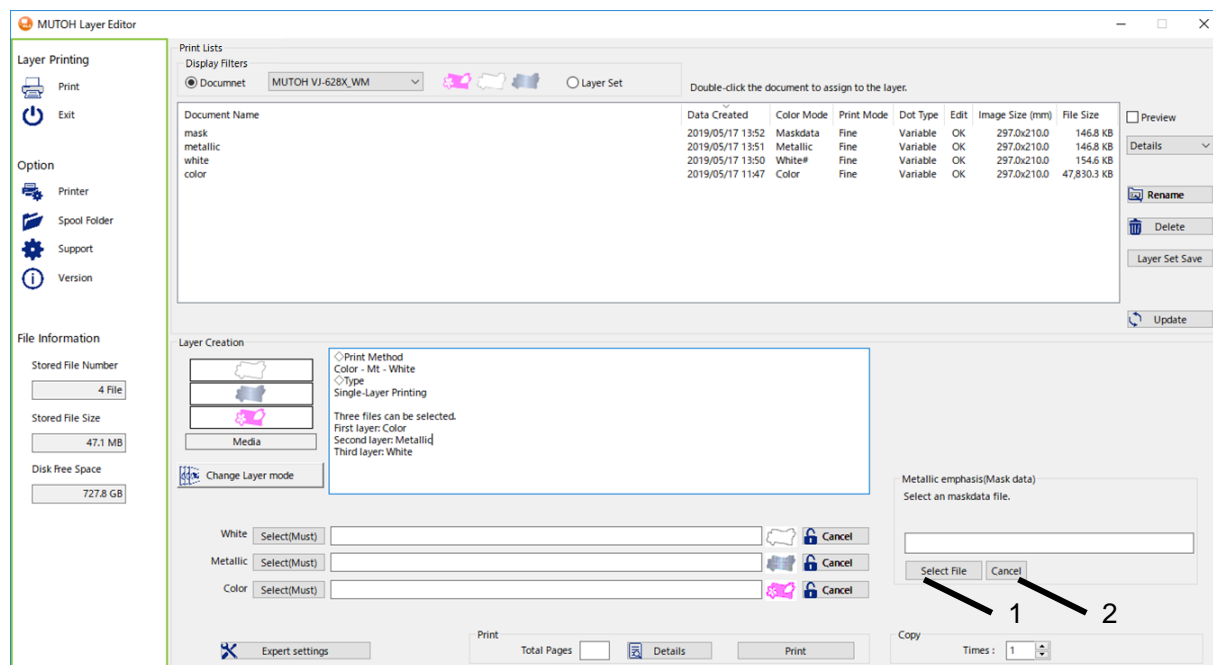 MUTOH Layer Editor
Layer Printing
Print
Exit
Option
Printer
Spool Folder
Support
Version
File Information
Stored File Number
4 File
Stored File Size
47.1 MB
Disk Free Space
727.8 GB
Print Lists
Display Filters
Documnet
MUTOH VJ-628X_WM
Layer Set
Double-click the document to assign to the layer.
Document Name Data Created Color Mode Print Mode Dot Type Edit Image Size (mm) File Size
mask 2019/05/17 13:52 Maskdata Fine Variable OK 297.0x210.0 146.8 KB
metallic 2019/05/17 13:51 Metallic Fine Variable OK 297.0x210.0 146.8 KB
white 2019/05/17 13:50 White# Fine Variable OK 297.0x210.0 154.6 KB
color 2019/05/17 11:47 Color Fine Variable OK 297.0x210.0 47,830.3 KB
Preview
Details
Rename
Delete
Layer Set Save
Update
Layer Creation
Media
Change Layer mode
◇Print Method
Color - Mt - White
◇Type
Single-Layer Printing
Three files can be selected.
First layer: Color
Second layer: Metallic
Third layer: White
White Select(Must) Cancel
Metallic Select(Must) Cancel
Color Select(Must) Cancel
Metallic emphasis(Mask data)
Select an maskdata file.
Select File Cancel
1 2
Expert settings
Print
Total Pages Details Print
Copy
Times : 1